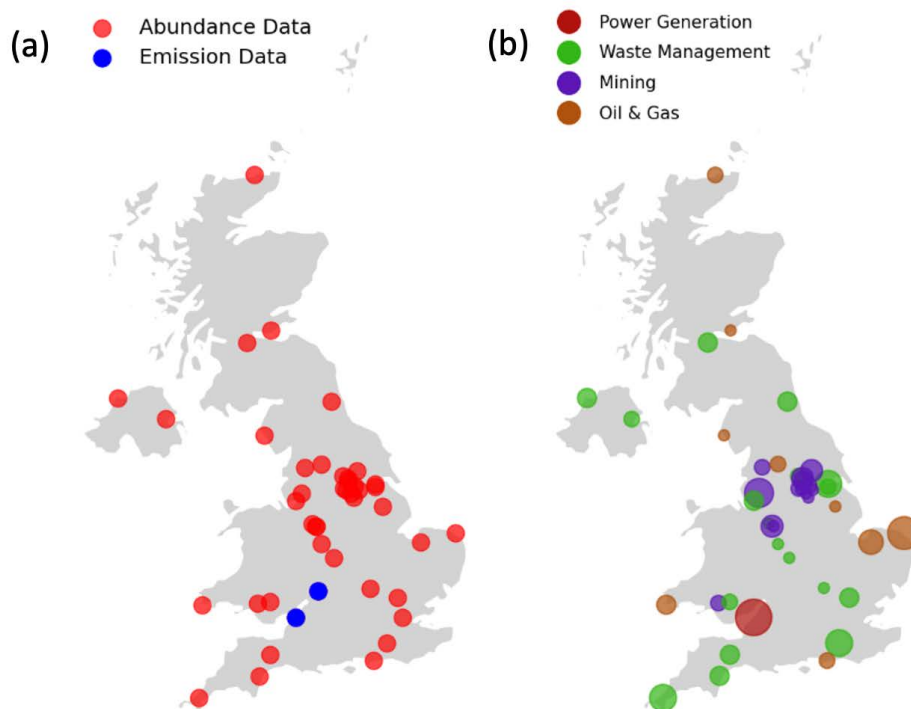 (a)
Abundance Data
Emission Data
(b)
Power Generation
Waste Management
Mining
Oil & Gas